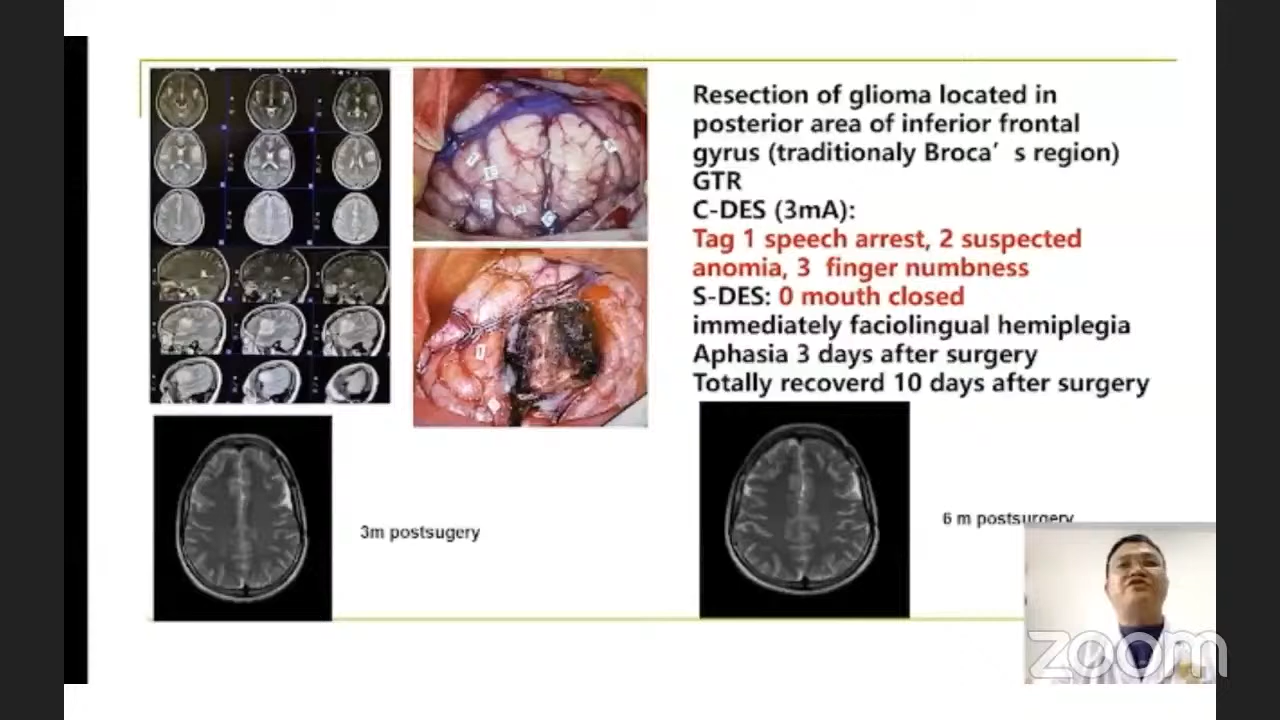 Resection of glioma located in
posterior area of inferior frontal
gyrus (traditionaly Broca’ s region)
GTR
C-DES (3mA):
Tag 1 speech arrest, 2 suspected
anomia, 3 finger numbness
S-DES: 0 mouth closed
immediately faciolingual hemiplegia
Aphasia 3 days after surgery
Totally recoverd 10 days after surgery
3m postsugery
6 m postsurgery
zoom